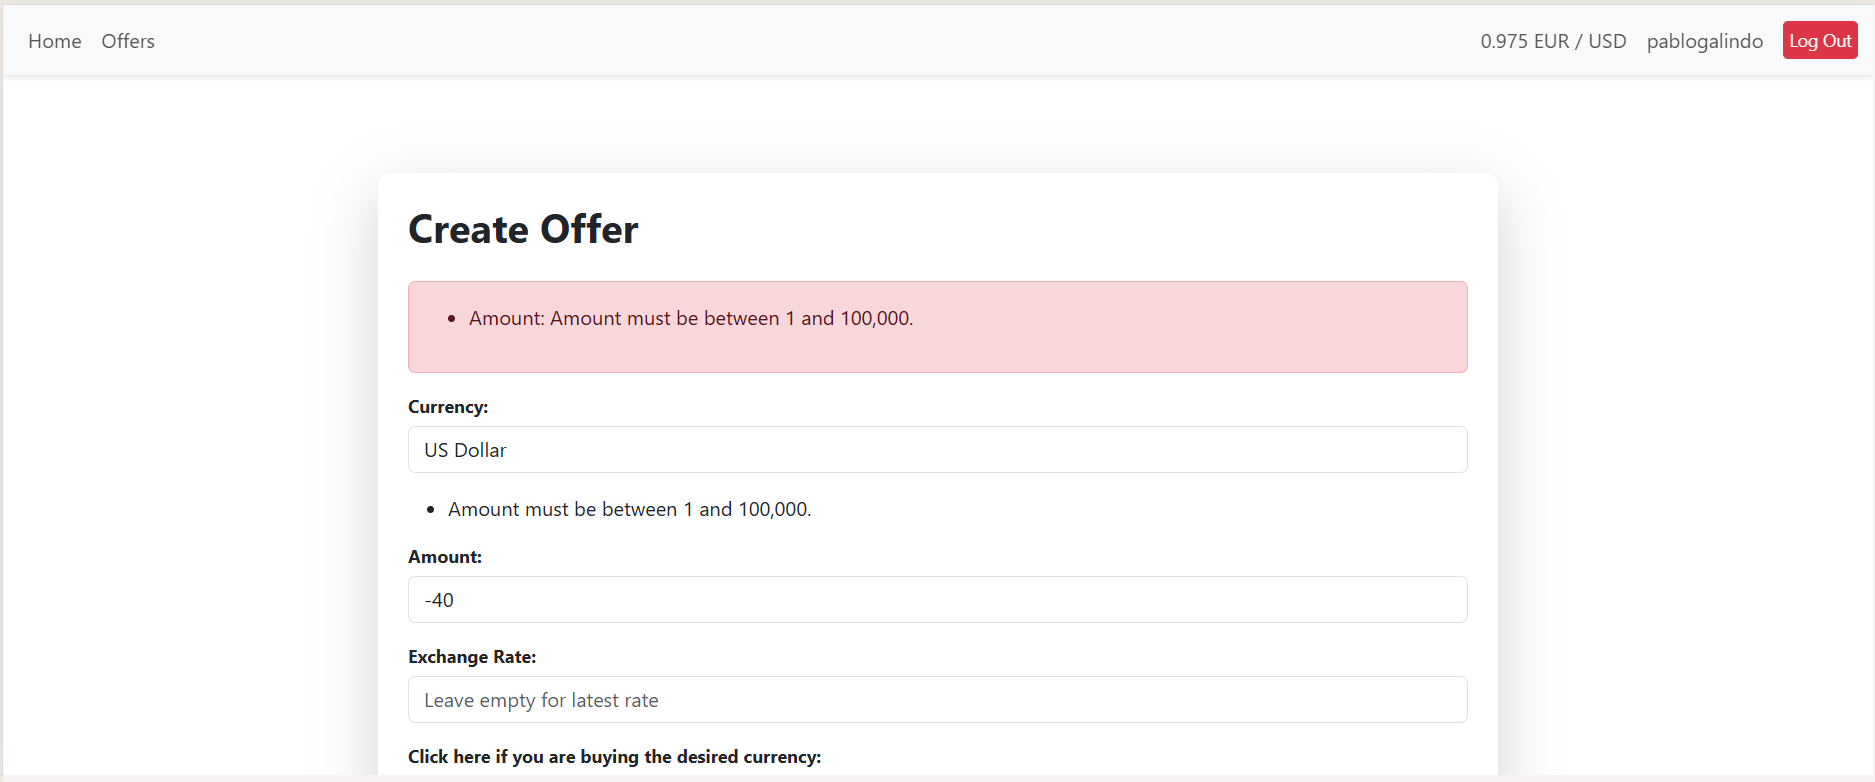 Home Offers 0.975 EUR / USD pablogalindo Log Out
Create Offer
• Amount: Amount must be between 1 and 100,000.
Currency:
US Dollar
• Amount must be between 1 and 100,000.
Amount:
-40
Exchange Rate:
Leave empty for latest rate
Click here if you are buying the desired currency: